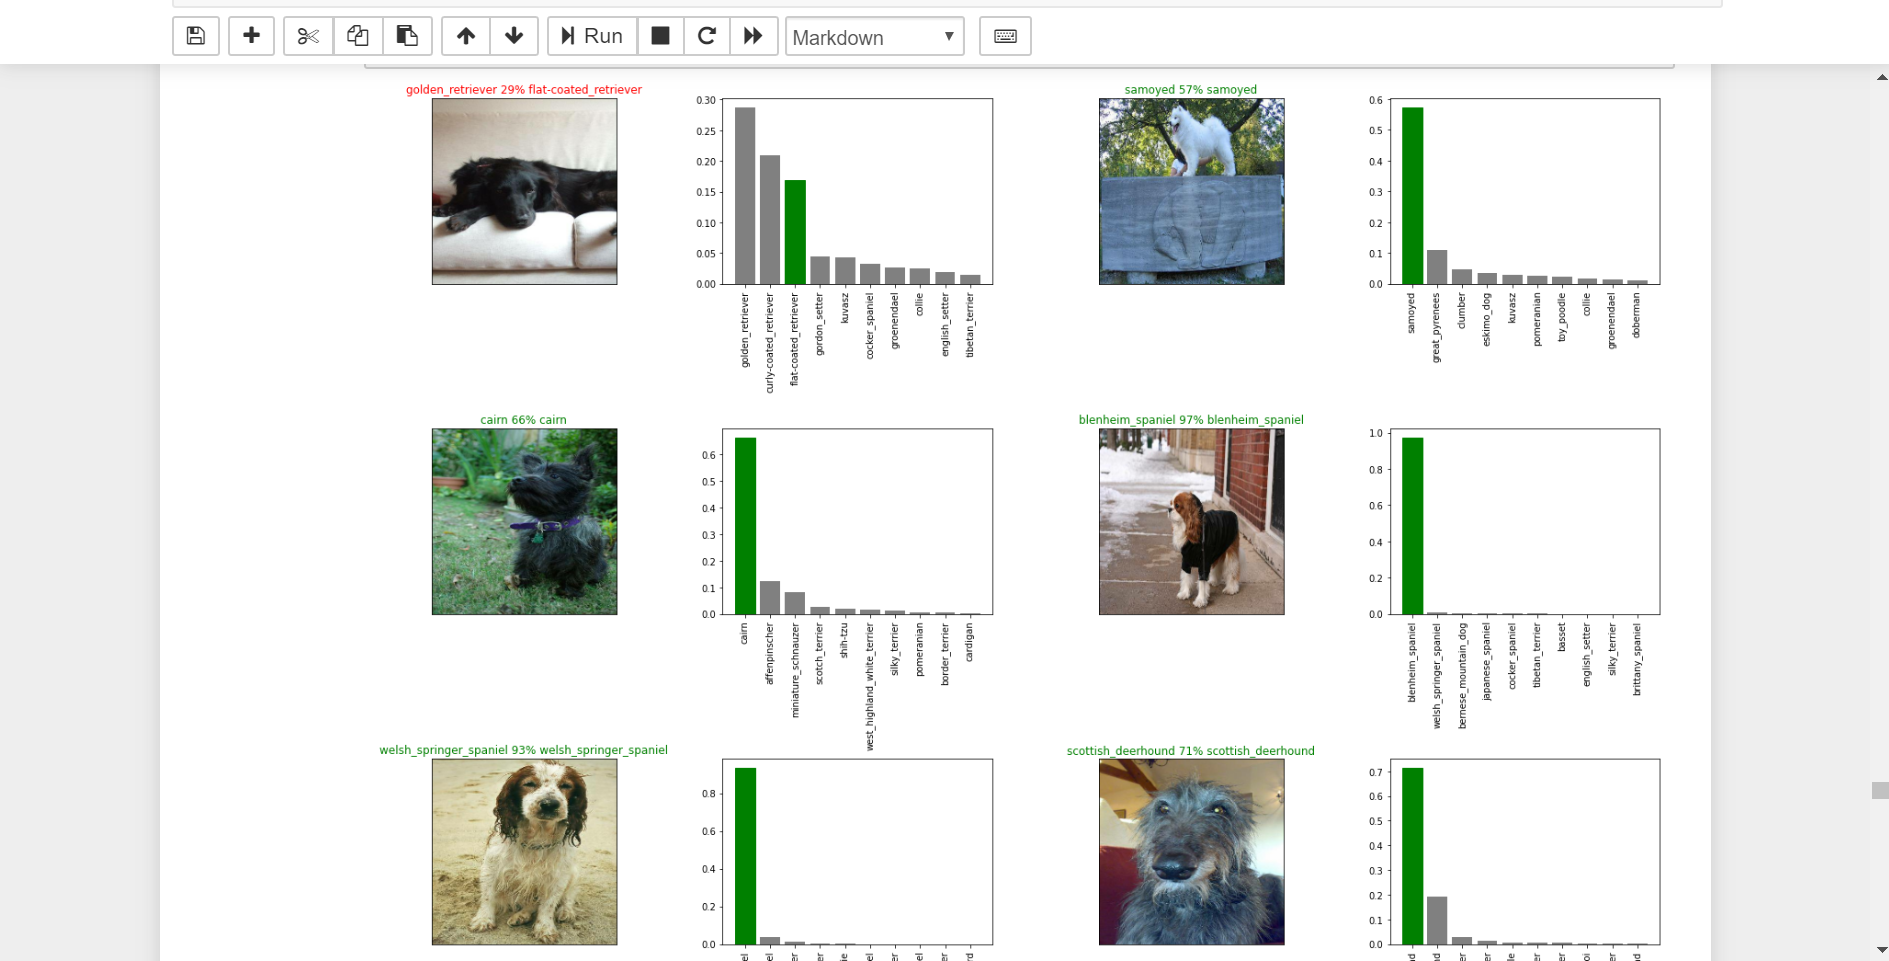 Run
Markdown
golden_retriever 29% flat-coated_retriever
0.30
0.25
0.20
0.15
0.10
0.05
0.00
golden_retriever
curly-coated_retriever
flat-coated_retriever
gordon_setter
kuvasz
cocker_spaniel
groenendael
collie
english_setter
tibetan_terrier
samoyed 57% samoyed
0.6
0.5
0.4
0.3
0.2
0.1
0.0
samoyed
great_pyrenees
clumber
eskimo_dog
kuvasz
pomeranian
toy_poodle
collie
groenendael
doberman
cairn 66% cairn
0.6
0.5
0.4
0.3
0.2
0.1
0.0
cairn
affenpinscher
miniature_schnauzer
scotch_terrier
shih-tzu
west_highland_white_terrier
silky_terrier
pomeranian
border_terrier
cardigan
blenheim_spaniel 97% blenheim_spaniel
1.0
0.8
0.6
0.4
0.2
0.0
blenheim_spaniel
welsh_springer_spaniel
bernese_mountain_dog
japanese_spaniel
cocker_spaniel
tibetan_terrier
basset
english_setter
silky_terrier
brittany_spaniel
welsh_springer_spaniel 93% welsh_springer_spaniel
0.8
0.6
0.4
0.2
0.0
scottish_deerhound 71% scottish_deerhound
0.7
0.6
0.5
0.4
0.3
0.2
0.1
0.0